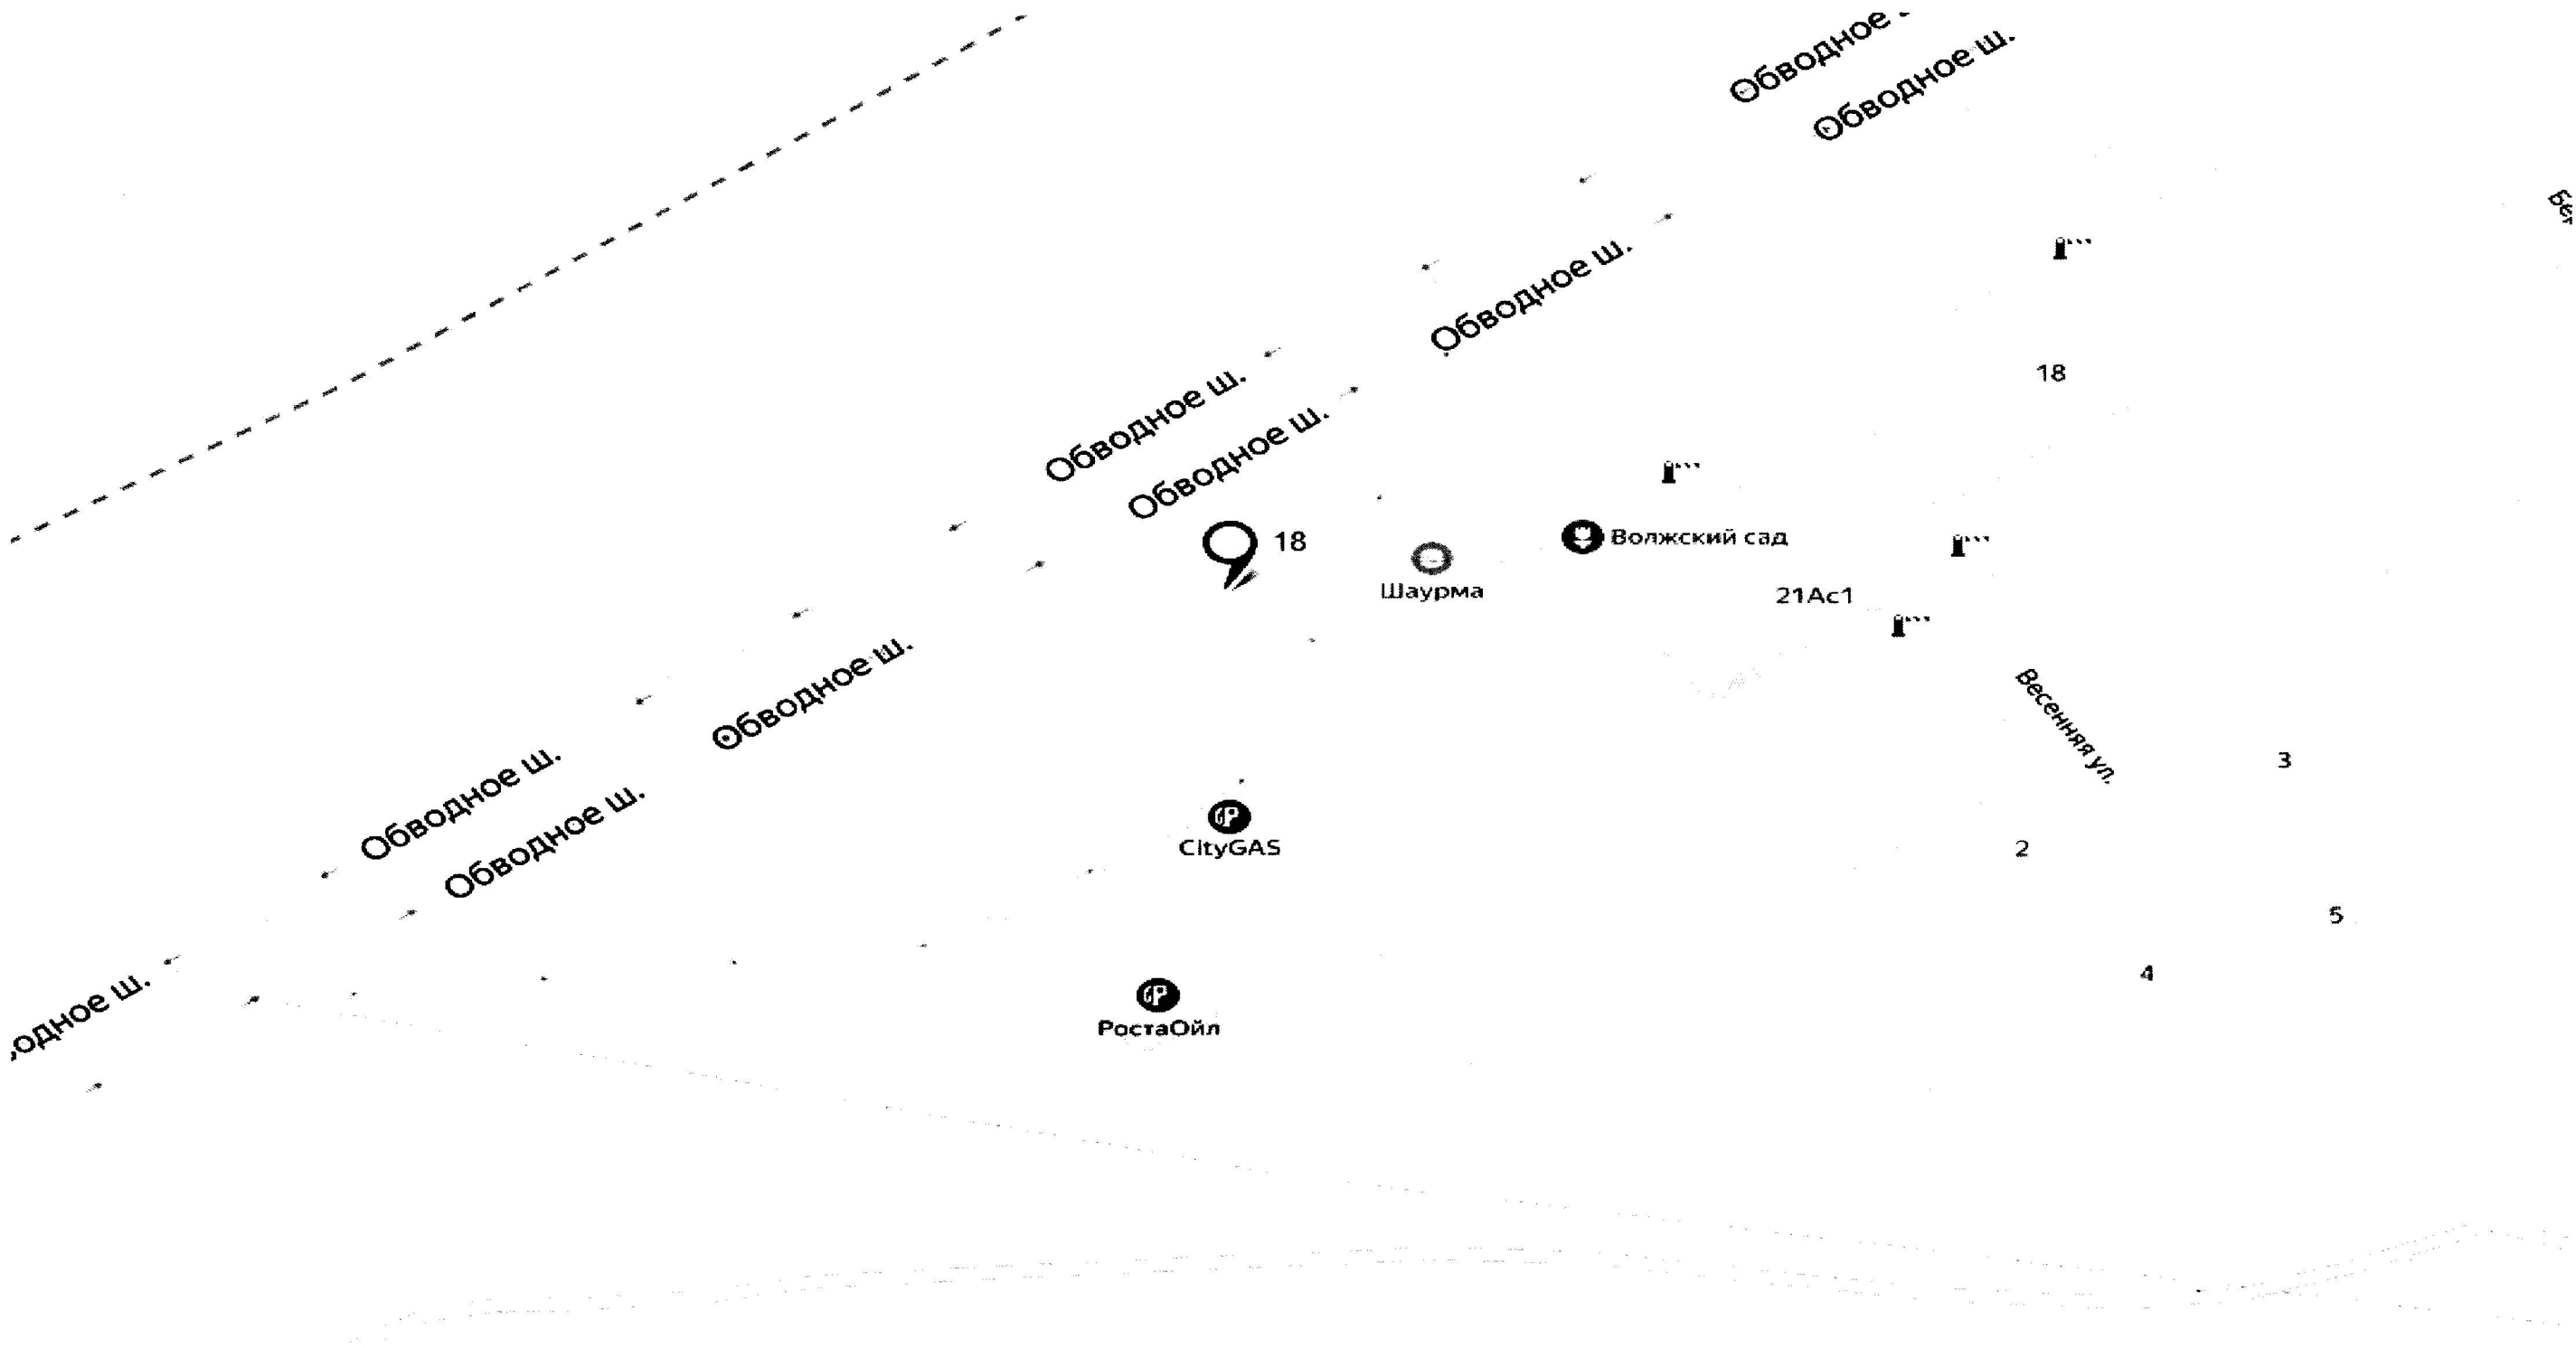 Обводное
Обводное ш.
Обводное ш.
18
Обводное ш.
Обводное ш.
18
Волжский сад
Шаурма
21Ас1
Обводное ш.
Весенняя ул.
Обводное ш.
3
Обводное ш.
CityGAS
2
5
4
одное ш.
РостаОйл